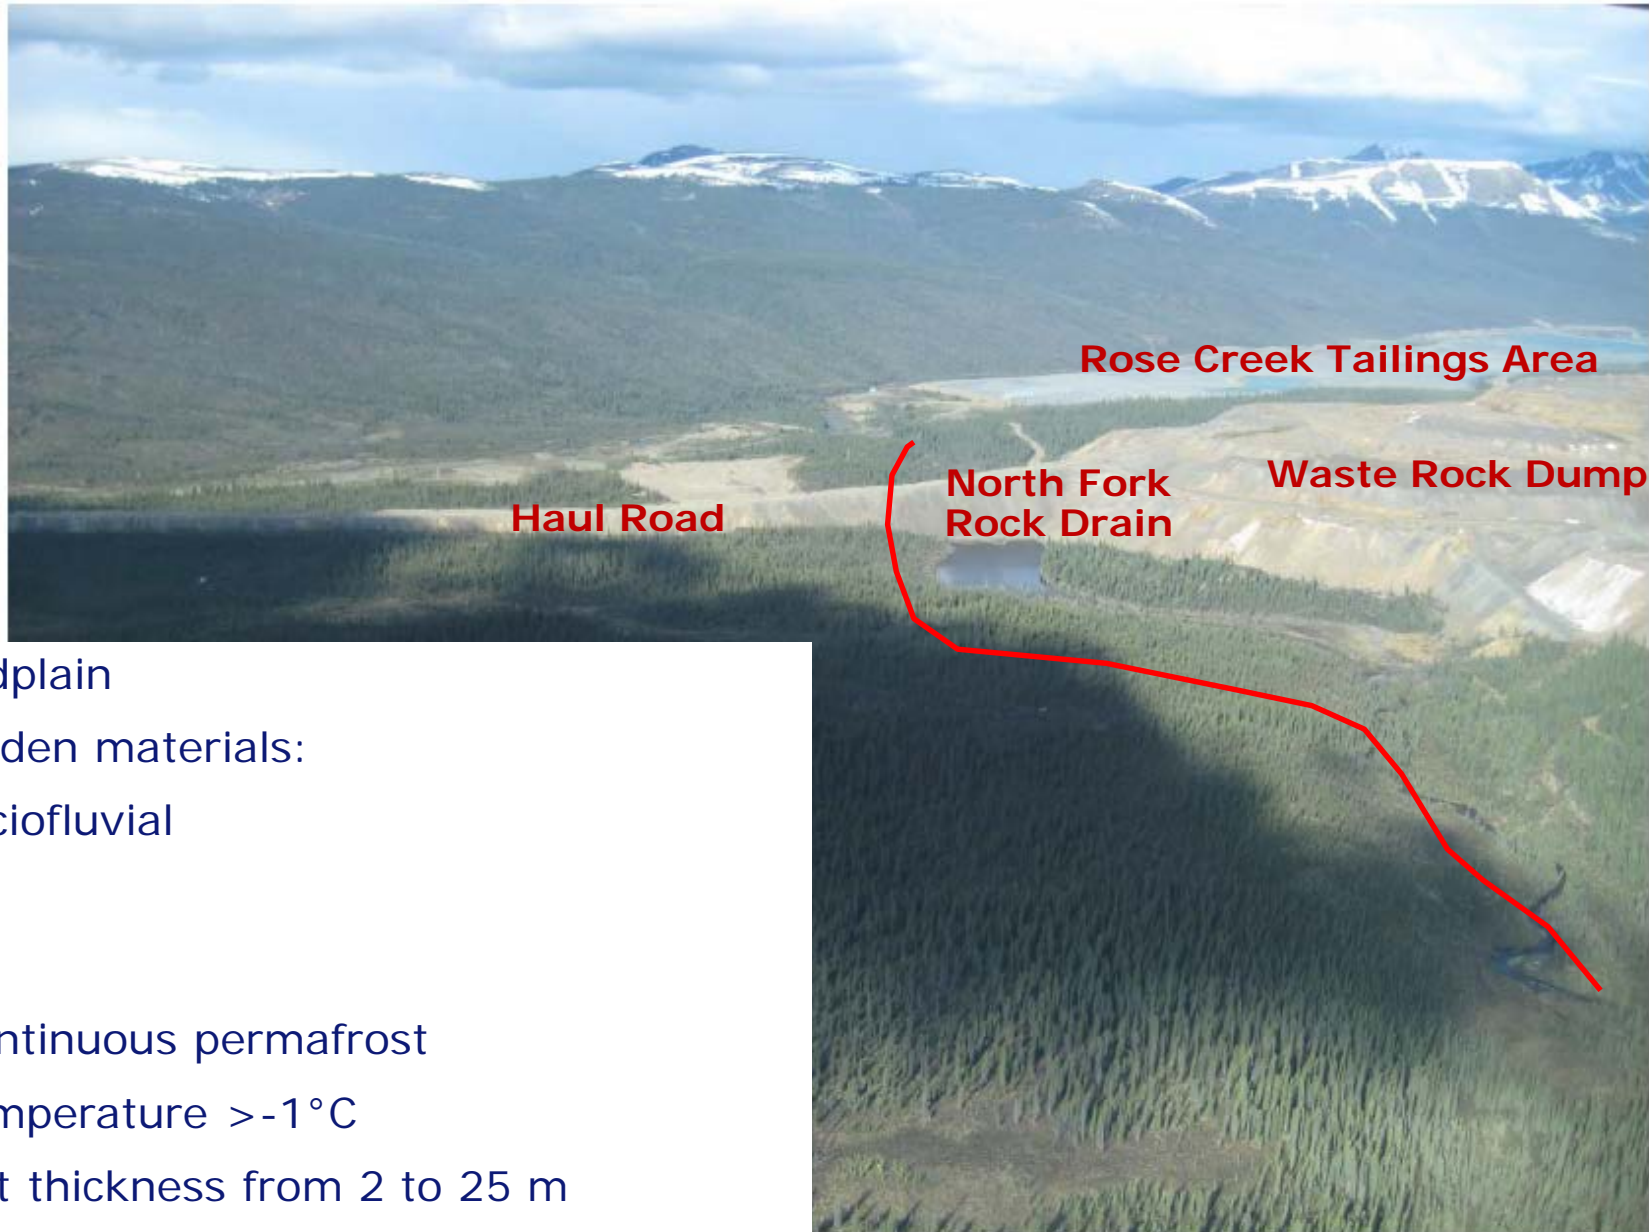 Rose Creek Tailings Area
North Fork
Rock Drain
Waste Rock Dump
Haul Road
dplain
den materials:
ciofluvial
ntinuous permafrost
mperature >-1°C
t thickness from 2 to 25 m